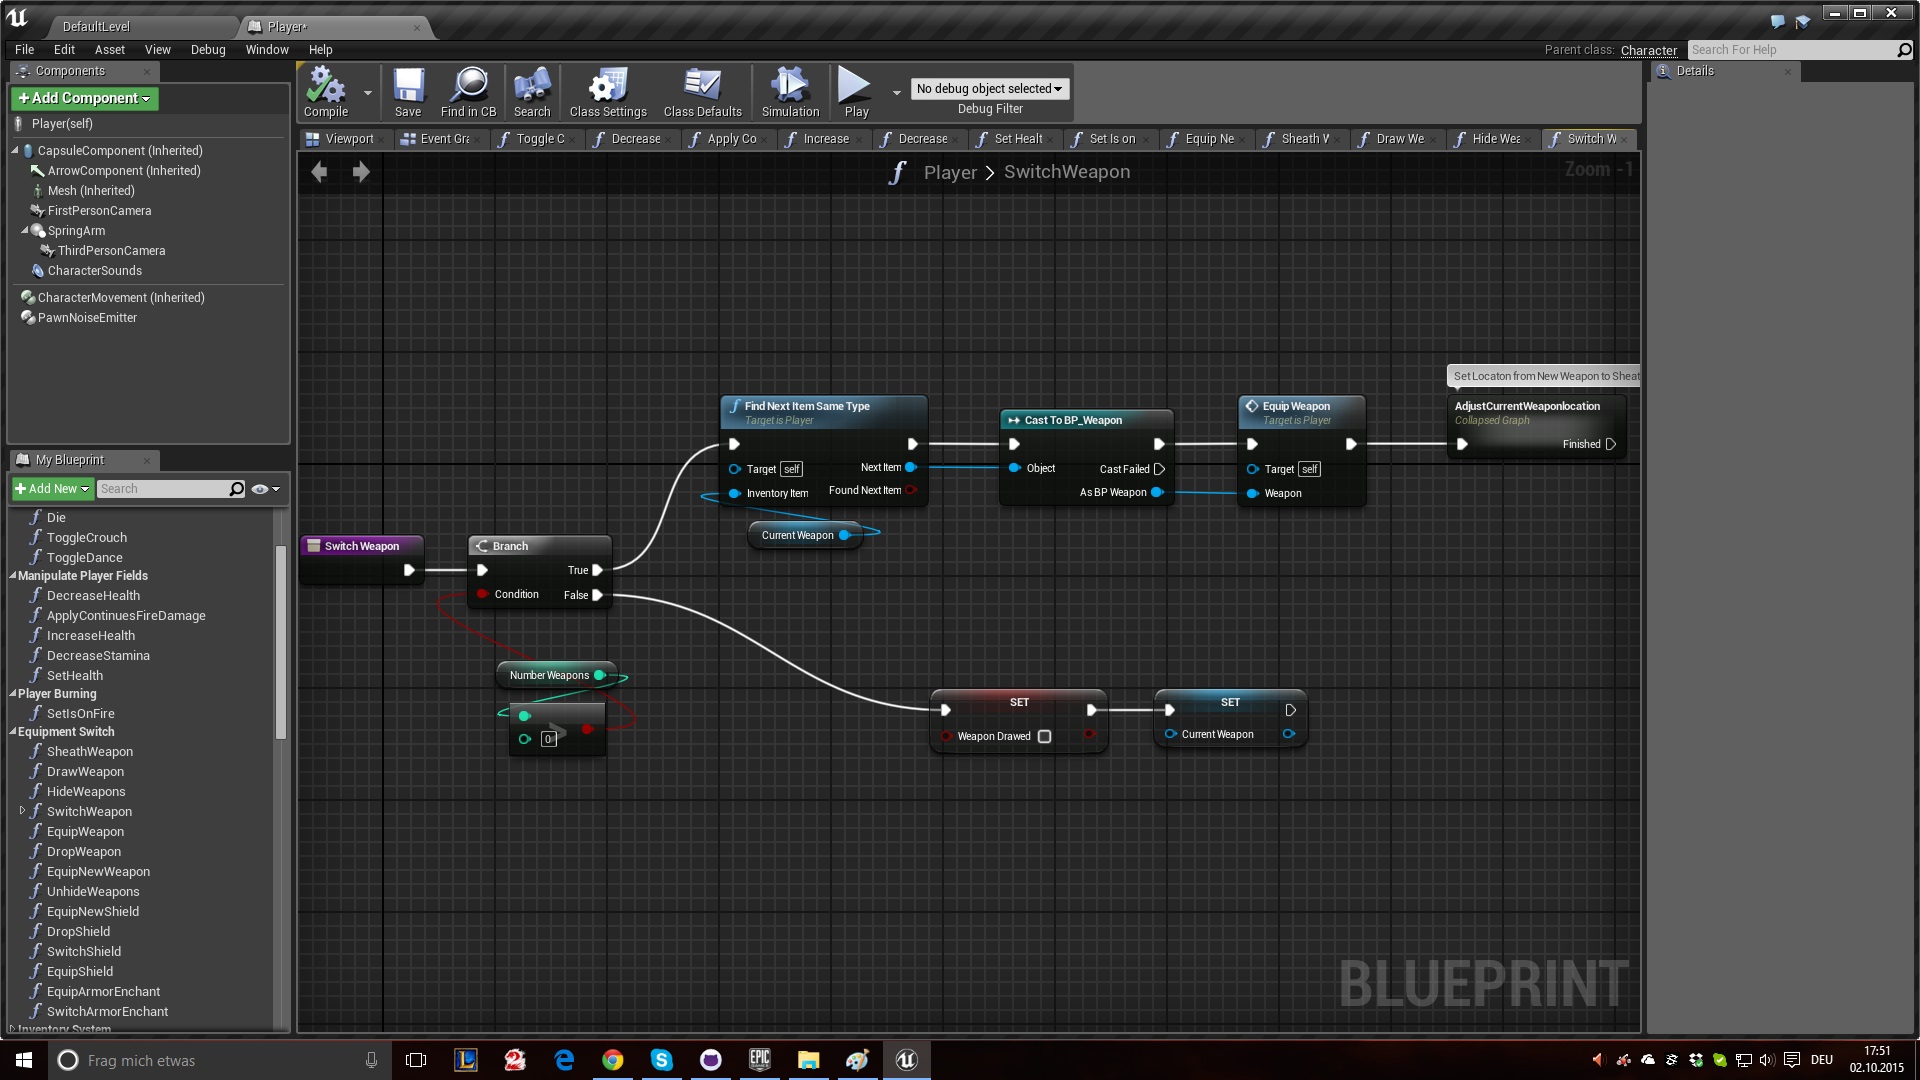 DefaultLevel
Player*
File Edit Asset View Debug Window Help
Parent class: Character
Search For Help
Components
Details
Add Component
Compile
Save
Find in CB
Search
Class Settings
Class Defaults
Simulation
Play
No debug object selected
Debug Filter
Player(self)
CapsuleComponent (Inherited)
ArrowComponent (Inherited)
Mesh (Inherited)
FirstPersonCamera
SpringArm
ThirdPersonCamera
CharacterSounds
CharacterMovement (Inherited)
PawnNoiseEmitter
Viewport
Event Gra
Toggle C
Decrease
Apply Co
Increase
Decrease
Set Healt
Set Is on
Equip Ne
Sheath W
Draw We
Hide Wea
Switch W
Player > SwitchWeapon
Zoom -1
My Blueprint
Add New
Search
Die
ToggleCrouch
ToggleDance
Manipulate Player Fields
DecreaseHealth
ApplyContinuesFireDamage
IncreaseHealth
DecreaseStamina
SetHealth
Player Burning
SetIsOnFire
Equipment Switch
SheathWeapon
DrawWeapon
HideWeapons
SwitchWeapon
EquipWeapon
DropWeapon
EquipNewWeapon
UnhideWeapons
EquipNewShield
DropShield
SwitchShield
EquipShield
EquipArmorEnchant
SwitchArmorEnchant
Inventory System
Switch Weapon
Branch
True
Condition
False
Number Weapons
0
>
Find Next Item Same Type
Target is Player
Target self
Next Item
Inventory Item
Found Next Item
Current Weapon
Cast To BP_Weapon
Object
Cast Failed
As BP Weapon
Equip Weapon
Target is Player
Target self
Weapon
Set Locaton from New Weapon to Sheat
AdjustCurrentWeaponlocation
Collapsed Graph
Finished
SET
Weapon Drawed
SET
Current Weapon
BLUEPRINT
Frag mich etwas
EPIC
GAMES
DEU
17:51
02.10.2015